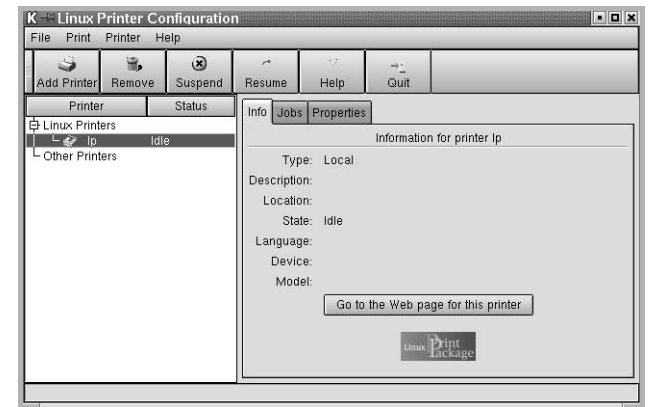 Linux Printer Configuration
File Print Printer Help
Add Printer Remove Suspend Resume Help Quit
Printer Status
Linux Printers
lp Idle
Other Printers
Info Jobs Properties
Information for printer lp
Type: Local
Description:
Location:
State: Idle
Language:
Device:
Model:
Go to the Web page for this printer
Linux Print Package